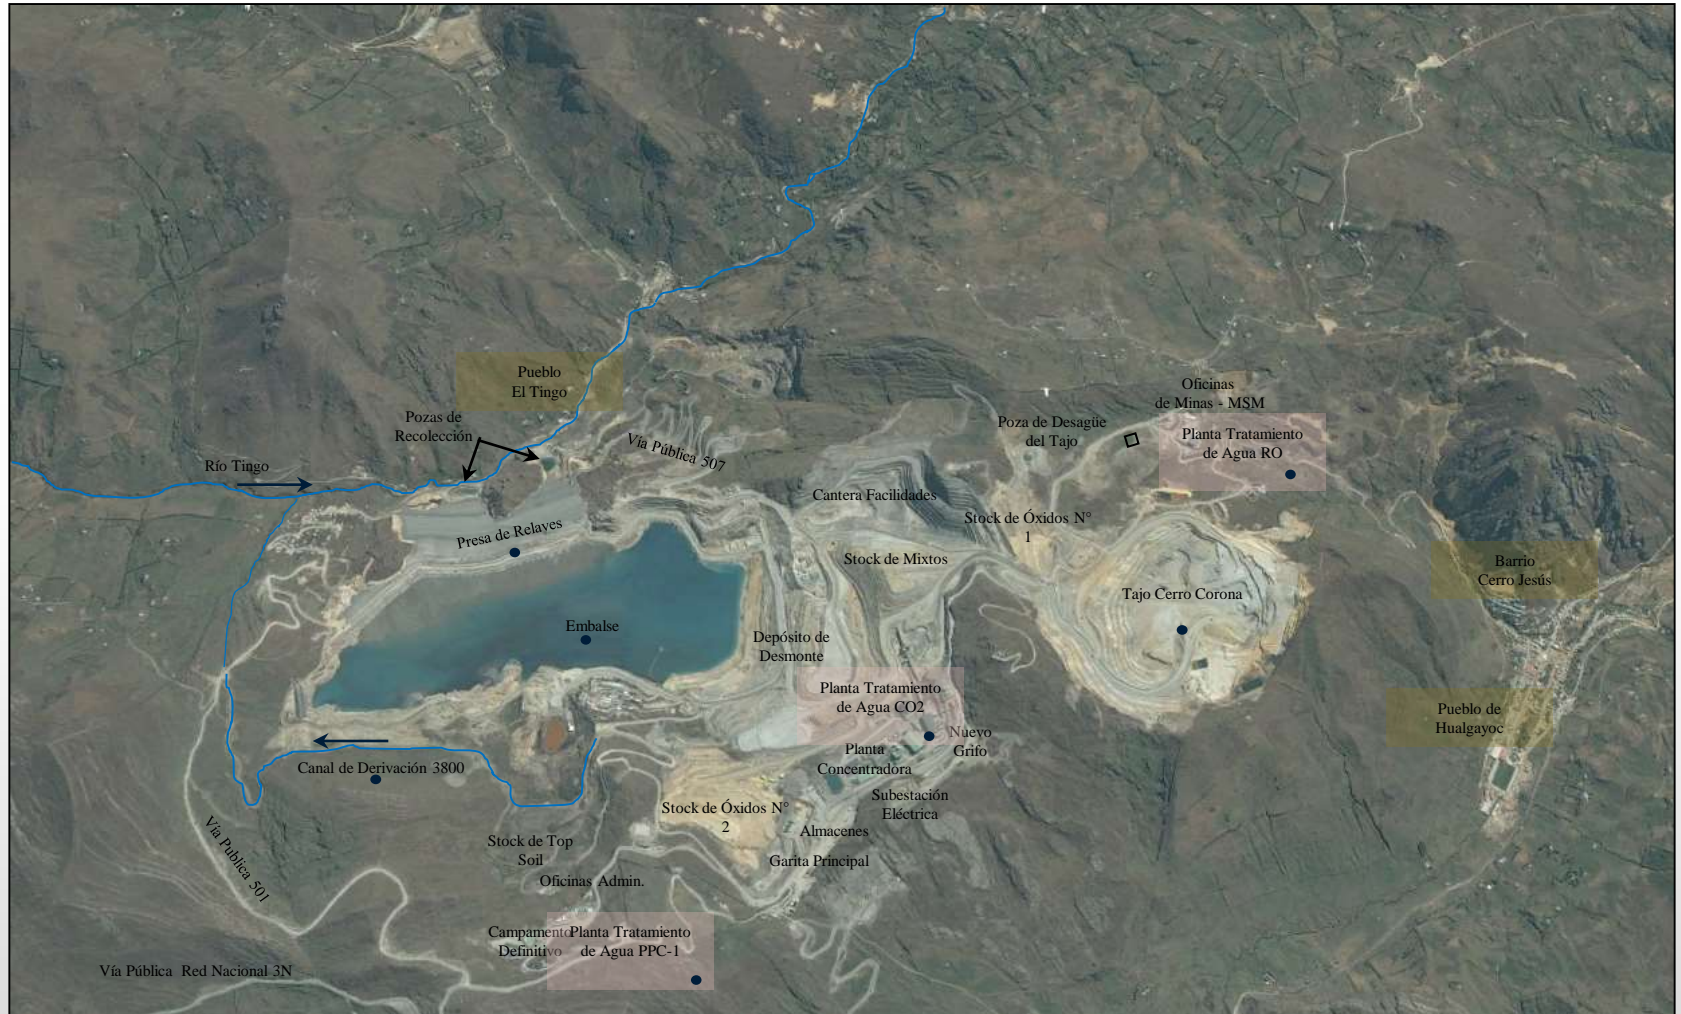 Pueblo
El Tingo
Pozas de
Recolección
Río Tingo
Vía Pública 507
Presa de Relaves
Embalse
Oficinas
de Minas - MSM
Poza de Desagüe
del Tajo
Planta Tratamiento
de Agua RO
Cantera Facilidades
Stock de Óxidos N°
1
Stock de Mixtos
Tajo Cerro Corona
Barrio
Cerro Jesús
Depósito de
Desmonte
Planta Tratamiento
de Agua CO2
Pueblo de
Hualgayoc
Nuevo
Grifo
Planta
Concentradora
Canal de Derivación 3800
Subestación
Eléctrica
Stock de Óxidos N°
2
Almacenes
Stock de Top
Soil
Garita Principal
Vía Publica 501
Oficinas Admin.
Campamento
Definitivo
Planta Tratamiento
de Agua PPC-1
Vía Pública Red Nacional 3N